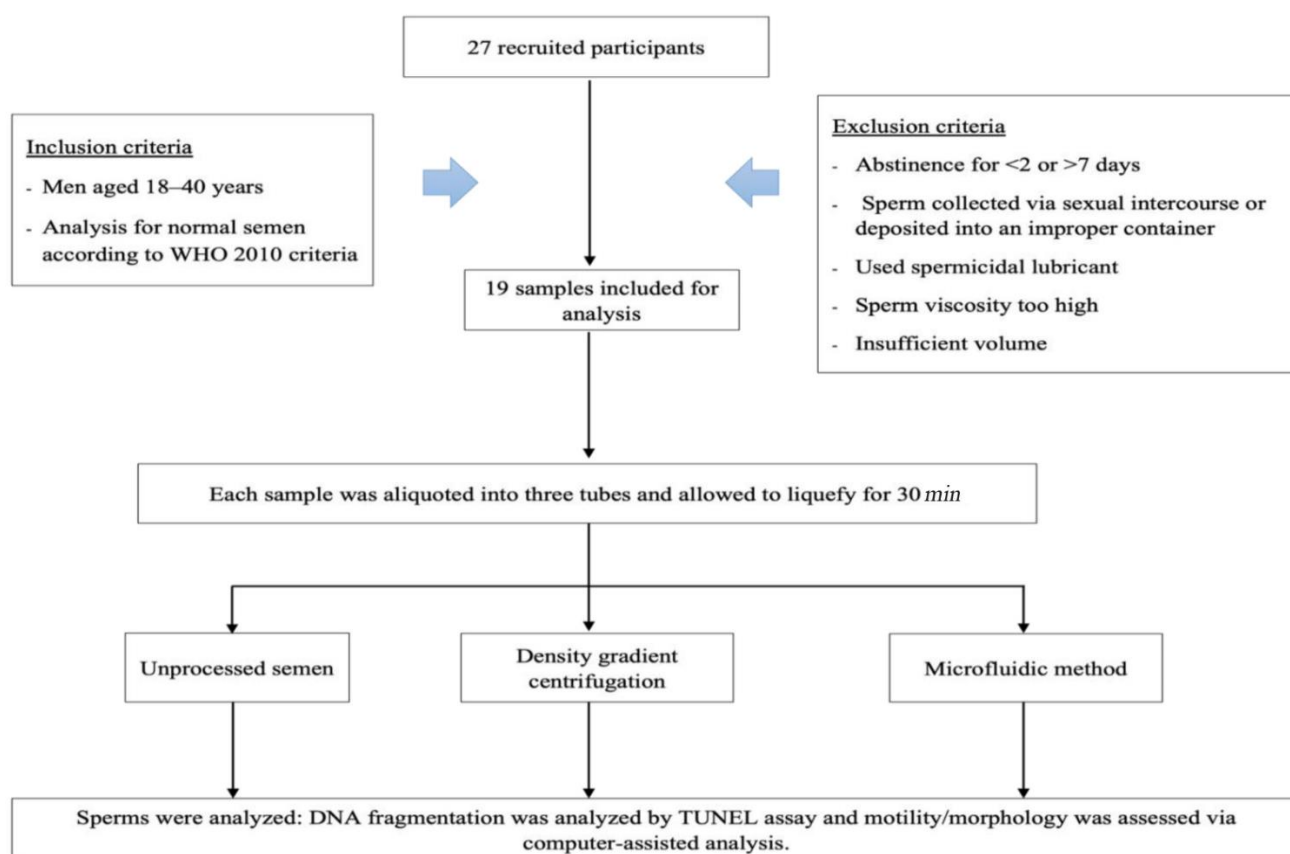 27 recruited participants
Inclusion criteria
- Men aged 18–40 years
- Analysis for normal semen
according to WHO 2010 criteria
Exclusion criteria
- Abstinence for <2 or >7 days
- Sperm collected via sexual intercourse or
deposited into an improper container
- Used spermicidal lubricant
- Sperm viscosity too high
- Insufficient volume
19 samples included for
analysis
Each sample was aliquoted into three tubes and allowed to liquefy for 30 min
Unprocessed semen
Density gradient
centrifugation
Microfluidic method
Sperms were analyzed: DNA fragmentation was analyzed by TUNEL assay and motility/morphology was assessed via
computer-assisted analysis.